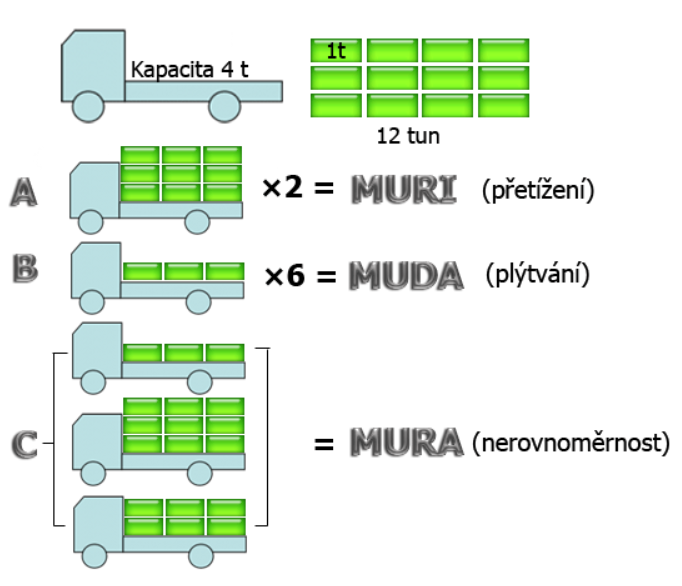 Kapacita 4 t
1t
12 tun
A
×2 = MURI (přetížení)
B
×6 = MUDA (plýtvání)
C
= MURA (nerovnoměrnost)